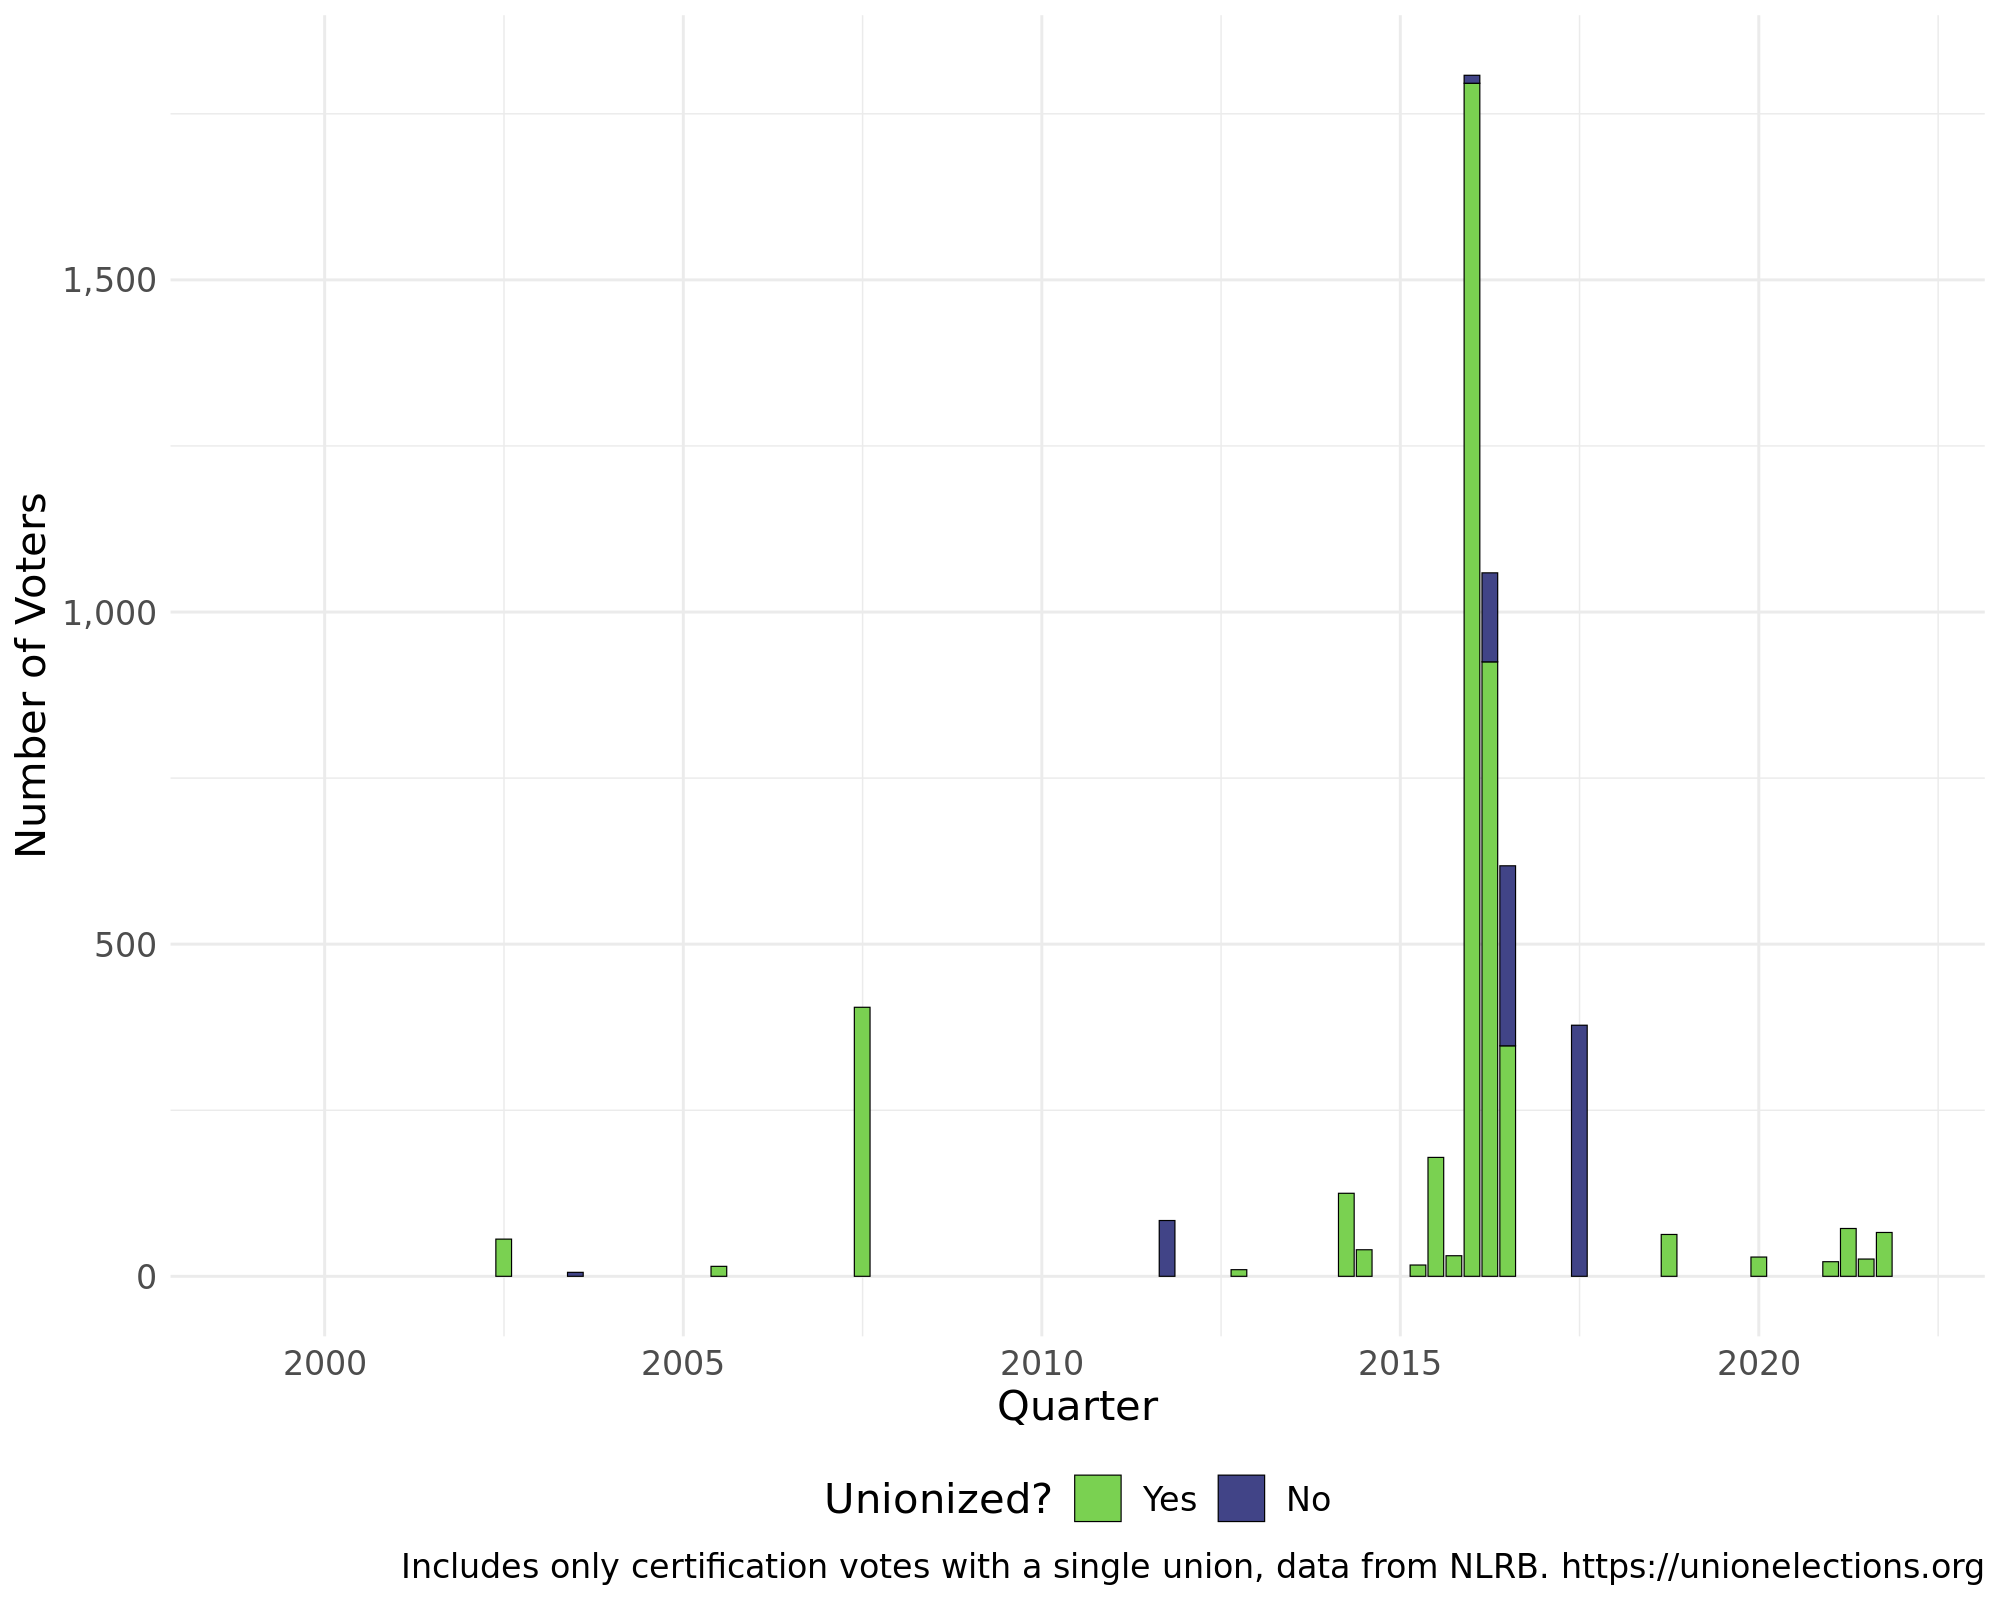 Number of Voters
1,500
1,000
500
0
2000 2005 2010 2015 2020
Quarter
Unionized? Yes No
Includes only certification votes with a single union, data from NLRB. https://unionelections.org